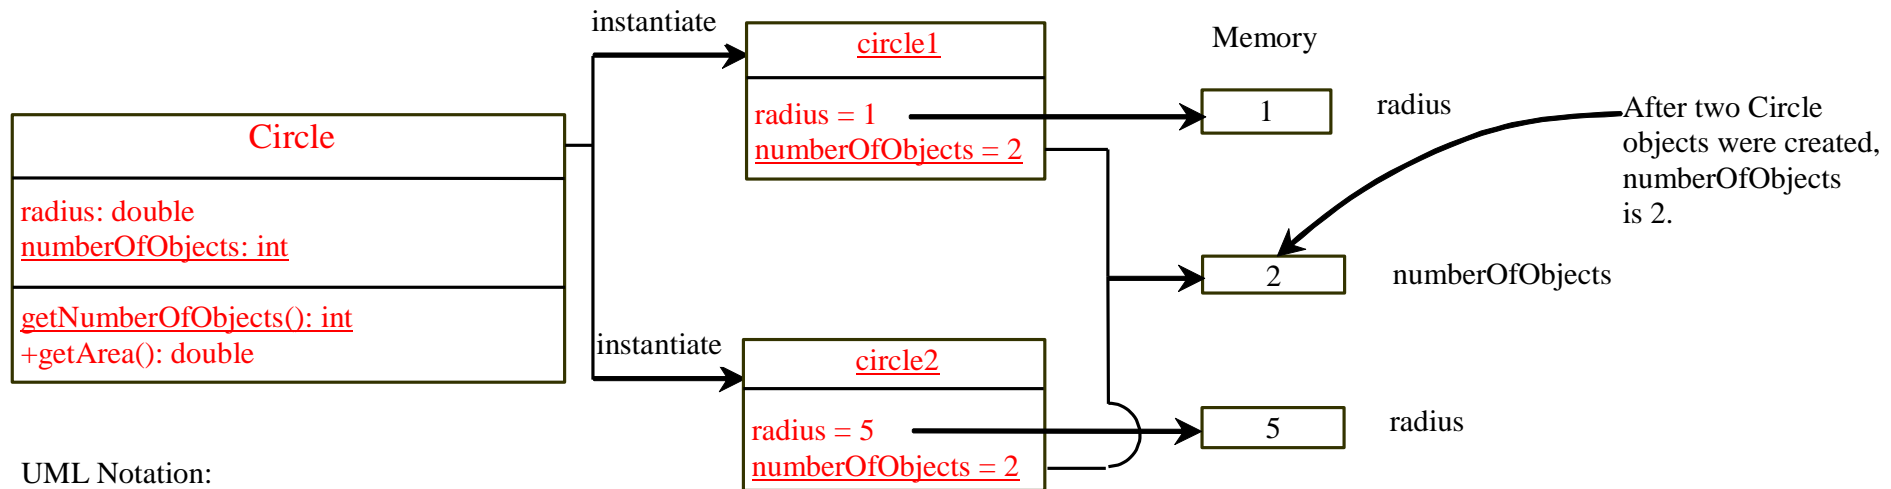 instantiate
circle1
Memory
radius = 1
numberOfObjects = 2
1
radius
After two Circle
objects were created,
numberOfObjects
is 2.
Circle
radius: double
numberOfObjects: int
getNumberOfObjects(): int
+getArea(): double
2
numberOfObjects
instantiate
circle2
radius = 5
numberOfObjects = 2
5
radius
UML Notation: